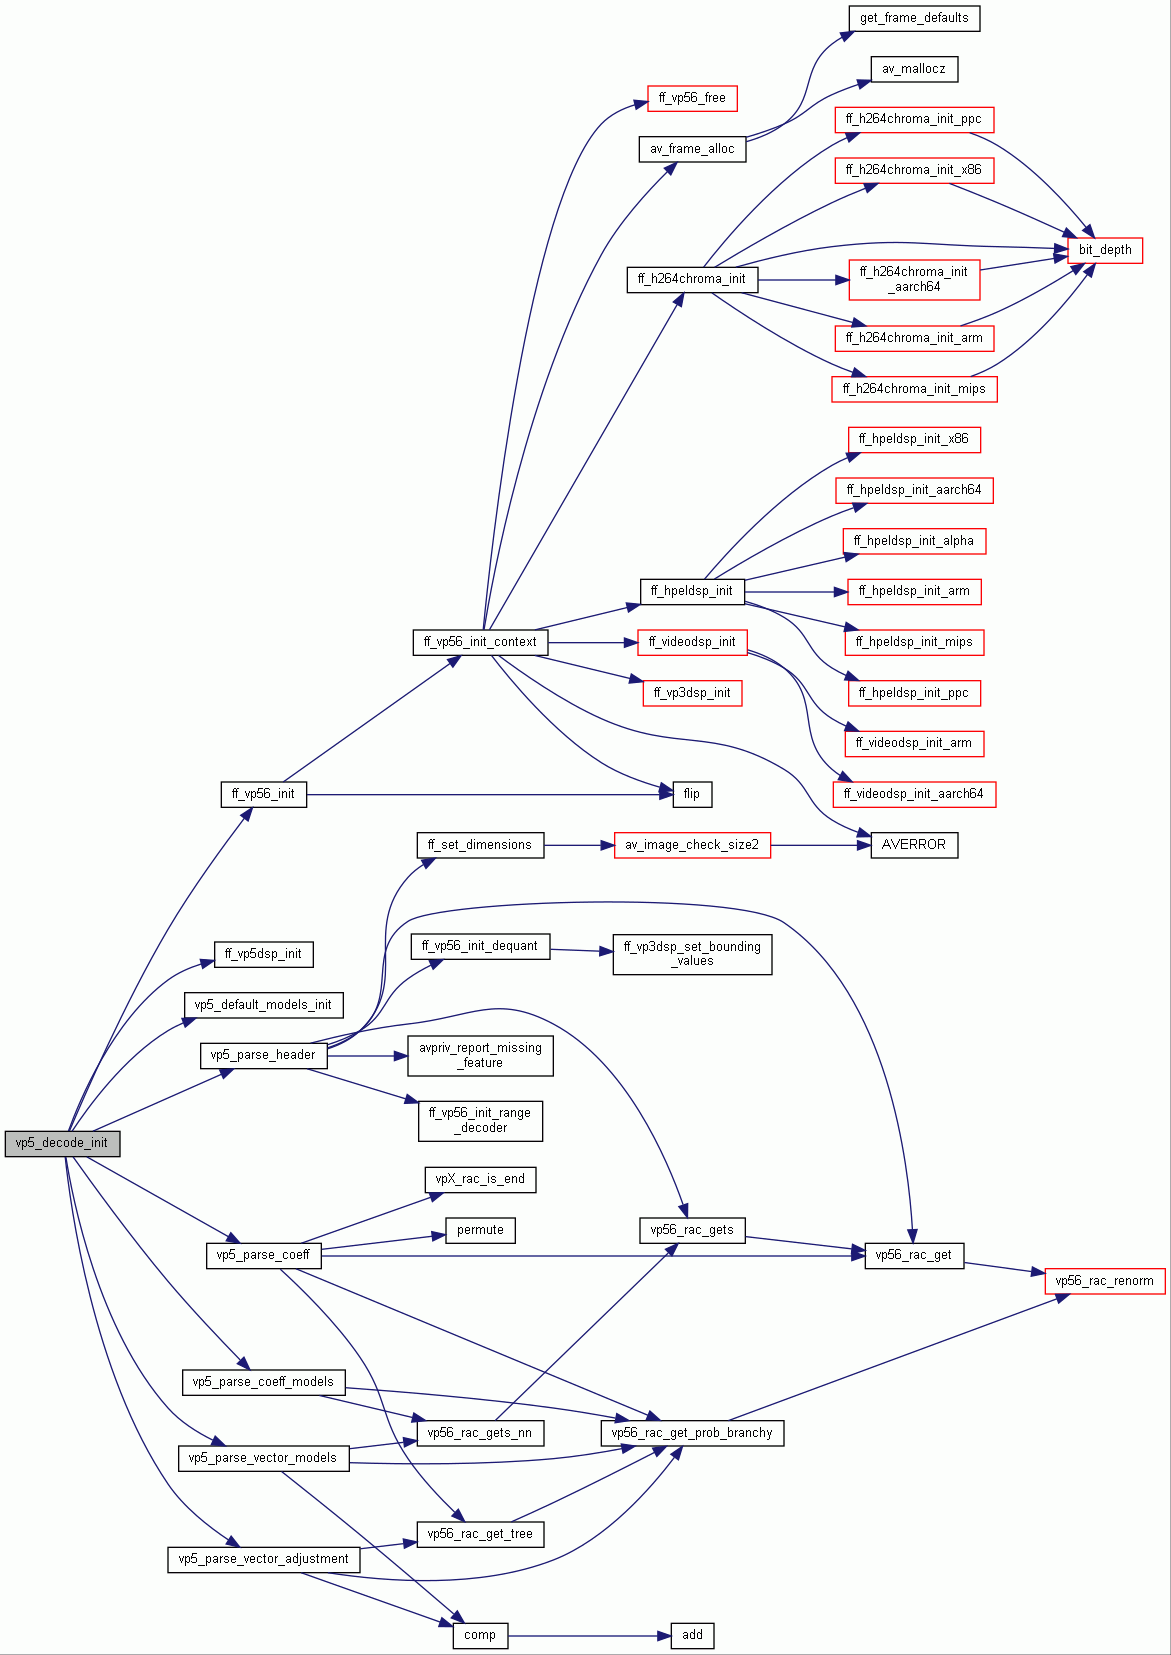 get_frame_defaults
av_mallocz
ff_vp56_free
ff_h264chroma_init_ppc
av_frame_alloc
ff_h264chroma_init_x86
bit_depth
ff_h264chroma_init
ff_h264chroma_init
_aarch64
ff_h264chroma_init_arm
ff_h264chroma_init_mips
ff_hpeldsp_init_x86
ff_hpeldsp_init_aarch64
ff_hpeldsp_init_alpha
ff_hpeldsp_init
ff_hpeldsp_init_arm
ff_vp56_init_context
ff_videodsp_init
ff_hpeldsp_init_mips
ff_vp3dsp_init
ff_hpeldsp_init_ppc
ff_videodsp_init_arm
ff_vp56_init
flip
ff_videodsp_init_aarch64
ff_set_dimensions
av_image_check_size2
AVERROR
ff_vp5dsp_init
ff_vp56_init_dequant
ff_vp3dsp_set_bounding
_values
vp5_default_models_init
vp5_parse_header
avpriv_report_missing
_feature
ff_vp56_init_range
_decoder
vp5_decode_init
vpX_rac_is_end
permute
vp56_rac_gets
vp5_parse_coeff
vp56_rac_get
vp56_rac_renorm
vp5_parse_coeff_models
vp56_rac_gets_nn
vp56_rac_get_prob_branchy
vp5_parse_vector_models
vp56_rac_get_tree
vp5_parse_vector_adjustment
comp
add